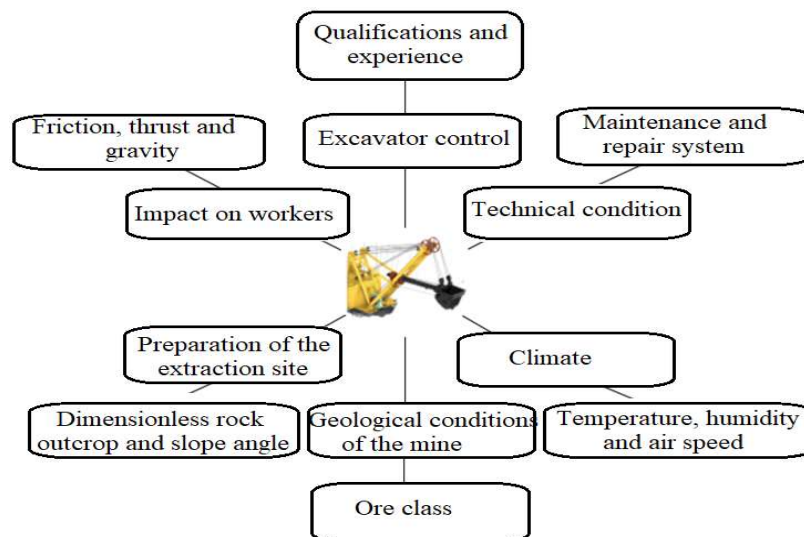 Qualifications and
experience
Friction, thrust and
gravity
Excavator control
Maintenance and
repair system
Impact on workers
Technical condition
Preparation of the
extraction site
Climate
Dimensionless rock
outcrop and slope angle
Geological conditions
of the mine
Temperature, humidity
and air speed
Ore class